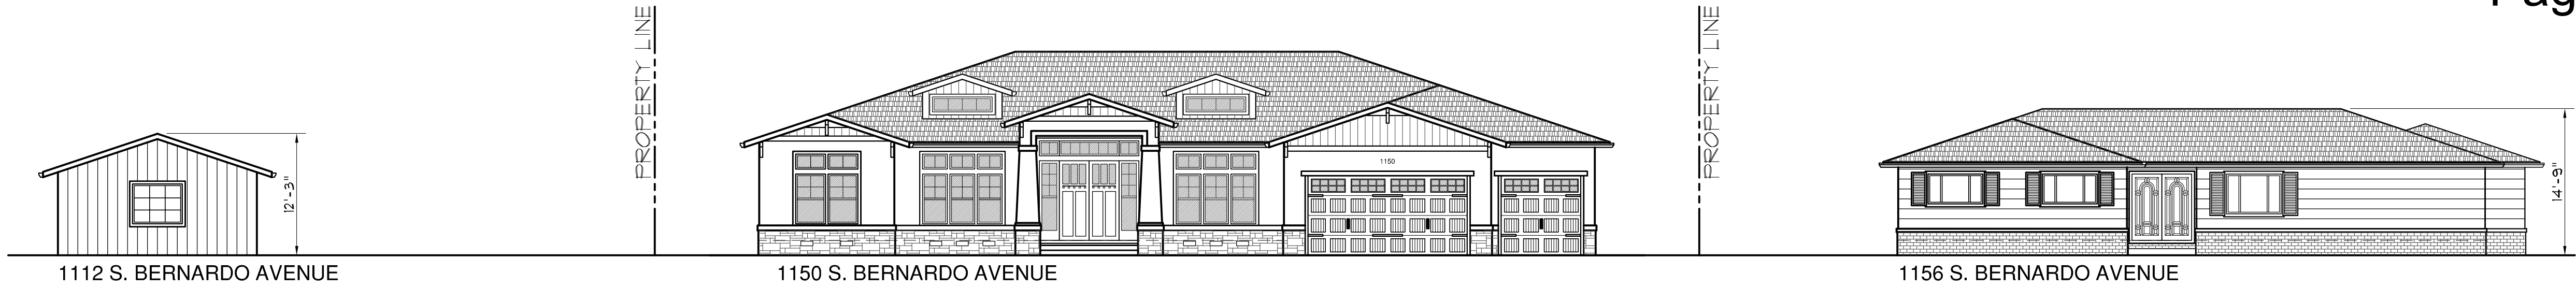 Pag
PROPERTY LINE
PROPERTY LINE
12'-3"
1150
14'-9"
1112 S. BERNARDO AVENUE
1150 S. BERNARDO AVENUE
1156 S. BERNARDO AVENUE